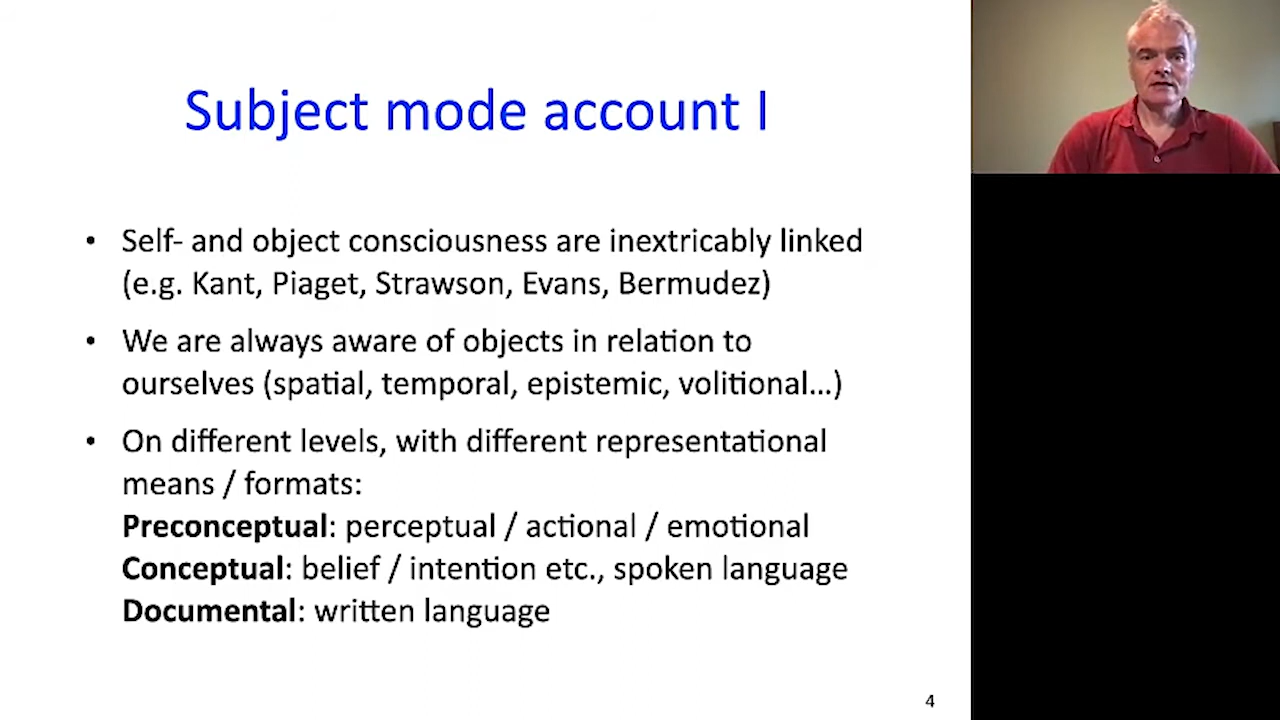 Subject mode account I
• Self- and object consciousness are inextricably linked
(e.g. Kant, Piaget, Strawson, Evans, Bermudez)
• We are always aware of objects in relation to
ourselves (spatial, temporal, epistemic, volitional...)
• On different levels, with different representational
means / formats:
Preconceptual: perceptual / actional / emotional
Conceptual: belief / intention etc., spoken language
Documental: written language
4